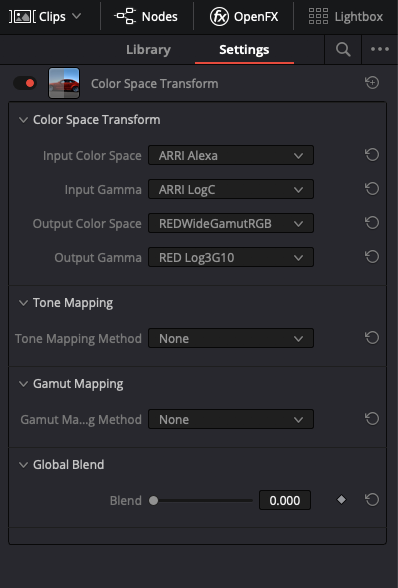 Clips Nodes fx OpenFX Lightbox
Library Settings
Color Space Transform
Color Space Transform
Input Color Space ARRI Alexa
Input Gamma ARRI LogC
Output Color Space REDWideGamutRGB
Output Gamma RED Log3G10
Tone Mapping
Tone Mapping Method None
Gamut Mapping
Gamut Ma...g Method None
Global Blend
Blend 0.000